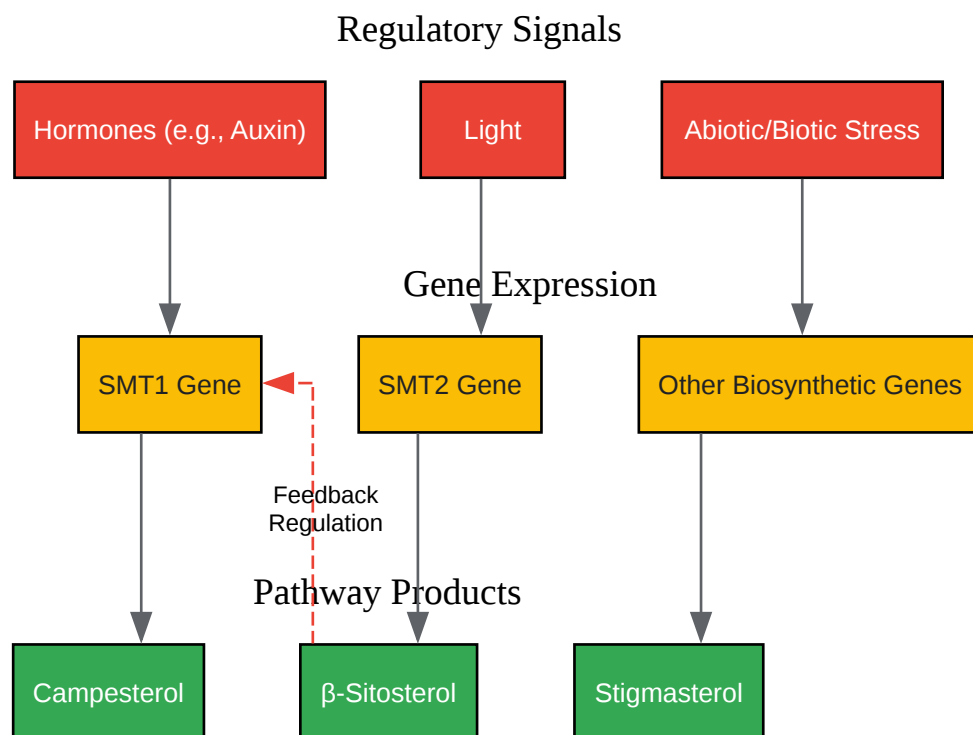 Regulatory Signals
Hormones (e.g., Auxin)
Light
Abiotic/Biotic Stress
Gene Expression
SMT1 Gene
SMT2 Gene
Other Biosynthetic Genes
Feedback
Regulation
Pathway Products
Campesterol
β-Sitosterol
Stigmasterol